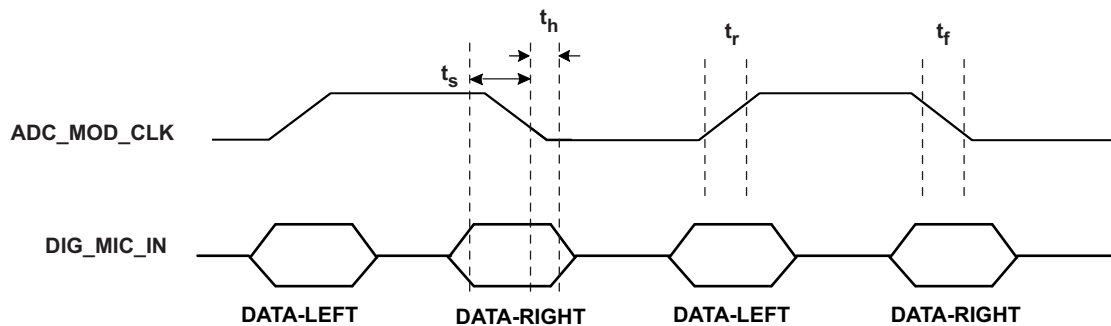 t_h
t_r
t_f
t_s
ADC_MOD_CLK
DIG_MIC_IN
DATA-LEFT
DATA-RIGHT
DATA-LEFT
DATA-RIGHT